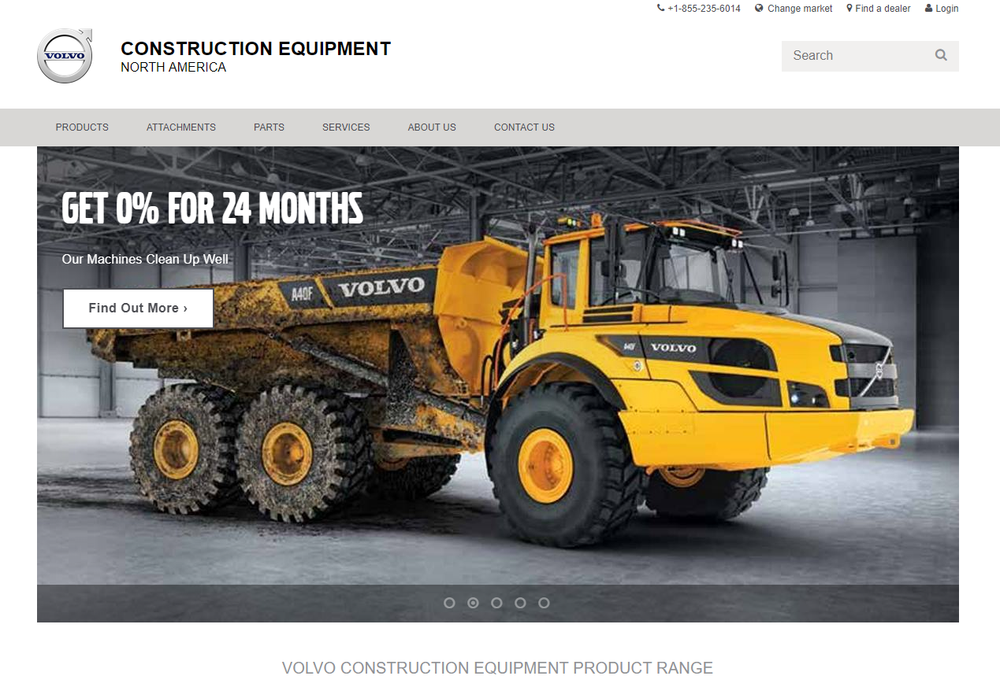 +1-855-235-6014 Change market Find a dealer Login
VOLVO
CONSTRUCTION EQUIPMENT
NORTH AMERICA
Search
PRODUCTS ATTACHMENTS PARTS SERVICES ABOUT US CONTACT US
GET 0% FOR 24 MONTHS
Our Machines Clean Up Well
Find Out More ›
A40F VOLVO
A40F VOLVO
VOLVO CONSTRUCTION EQUIPMENT PRODUCT RANGE